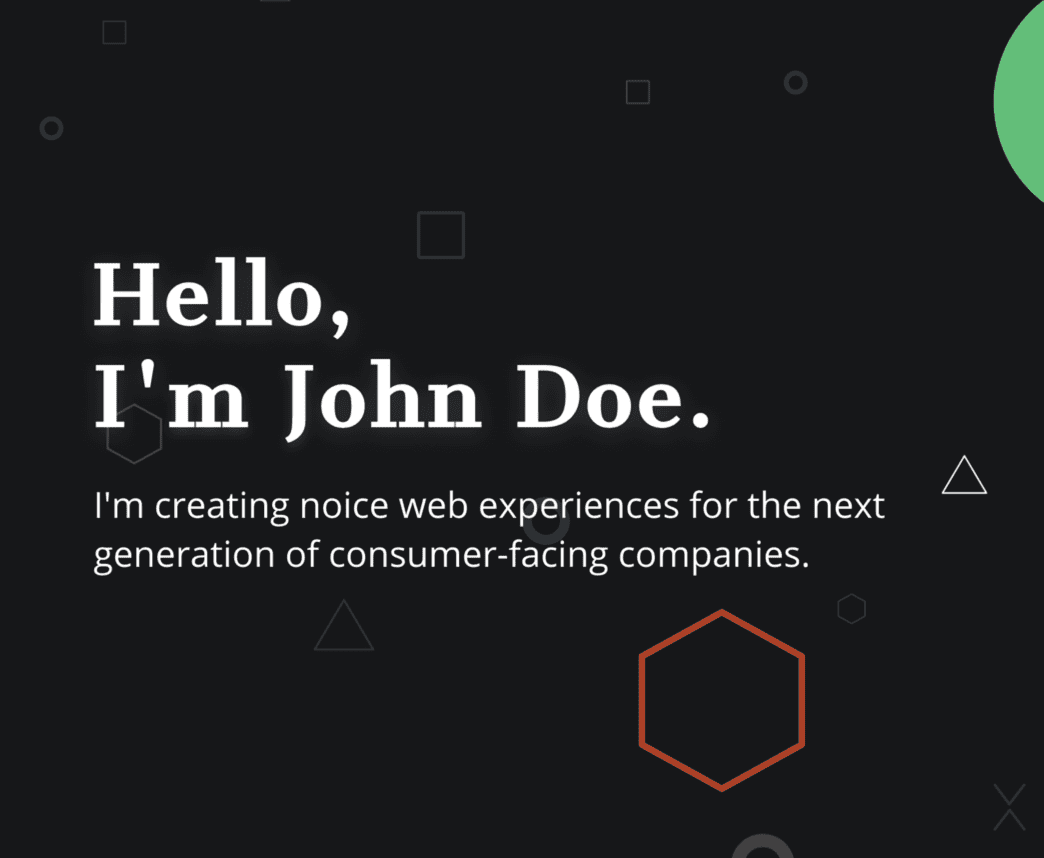 Hello,
I'm John Doe.
I'm creating noice web experiences for the next
generation of consumer-facing companies.